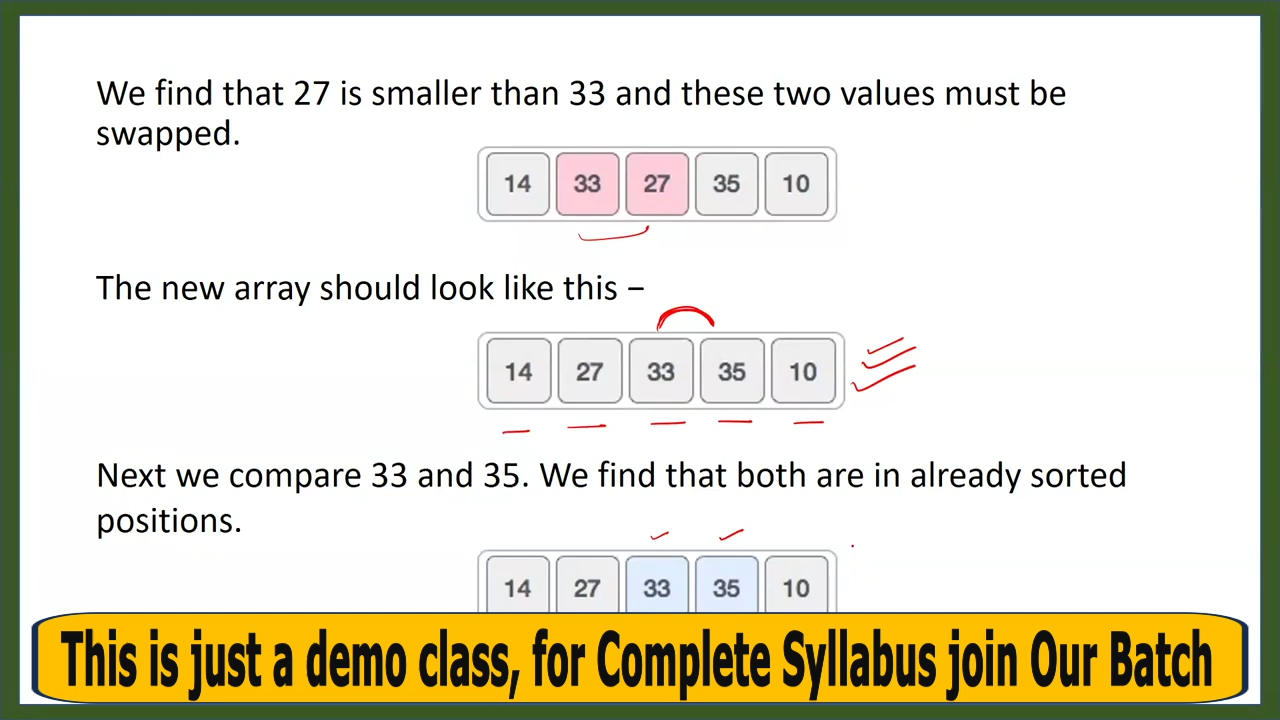 We find that 27 is smaller than 33 and these two values must be
swapped.
14 33 27 35 10
The new array should look like this –
14 27 33 35 10
Next we compare 33 and 35. We find that both are in already sorted
positions.
14 27 33 35 10
This is just a demo class, for Complete Syllabus join Our Batch